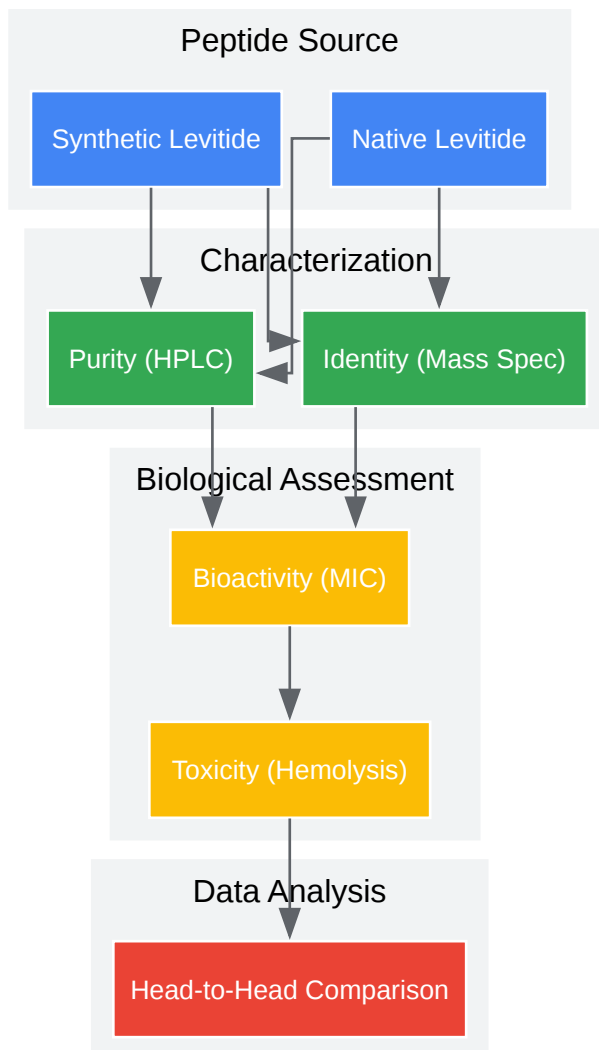 Peptide Source
Synthetic Levitide
Native Levitide
Characterization
Purity (HPLC)
Identity (Mass Spec)
Biological Assessment
Bioactivity (MIC)
Toxicity (Hemolysis)
Data Analysis
Head-to-Head Comparison